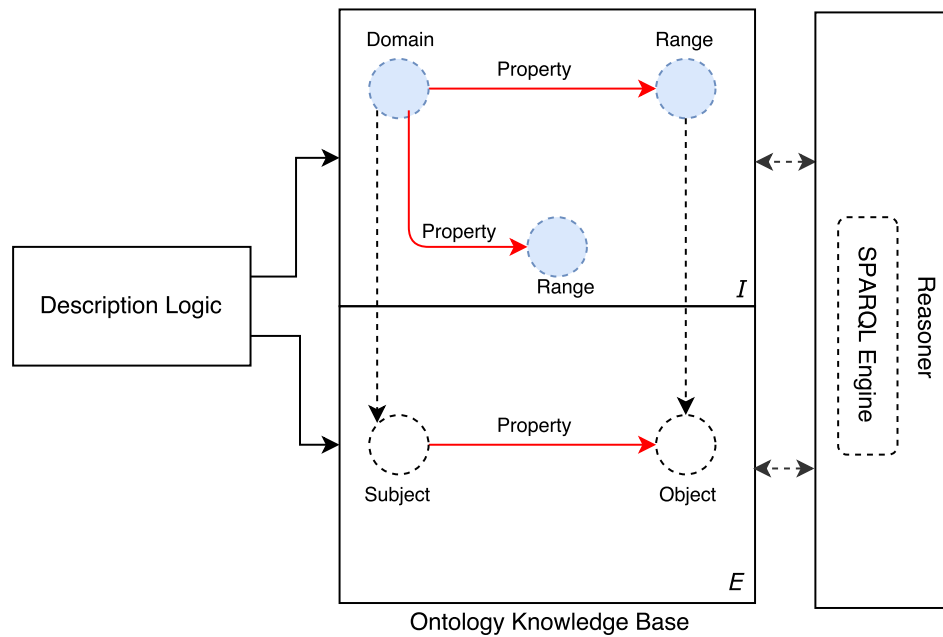 Domain
Range
Property
Property
Range
I
Description Logic
Property
Subject
Object
E
Ontology Knowledge Base
SPARQL Engine
Reasoner